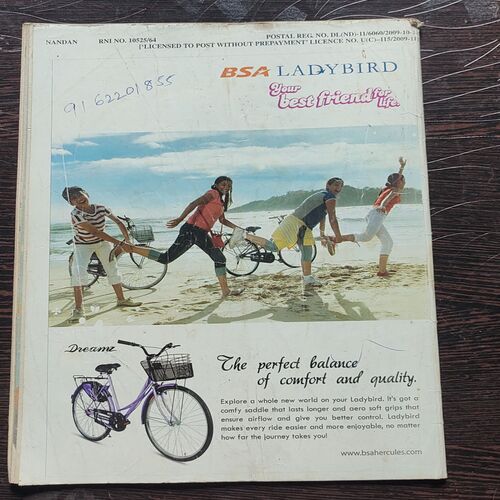 NANDAN RNI NO. 10525/64 POSTAL REG. NO. DL(ND)-11/6060/2009-10-11
["LICENSED TO POST WITHOUT PREPAYMENT" LICENCE NO. U(C)-115/2009-11]
BSA LADYBIRD
Your
best friend for
life.
9162201855
Dreamz
The perfect balance
of comfort and quality.
Explore a whole new world on your Ladybird. It's got a
comfy saddle that lasts longer and aero soft grips that
ensure airflow and give you better control. Ladybird
makes every ride easier and more enjoyable, no matter
how far the journey takes you!
www.bsahercules.com